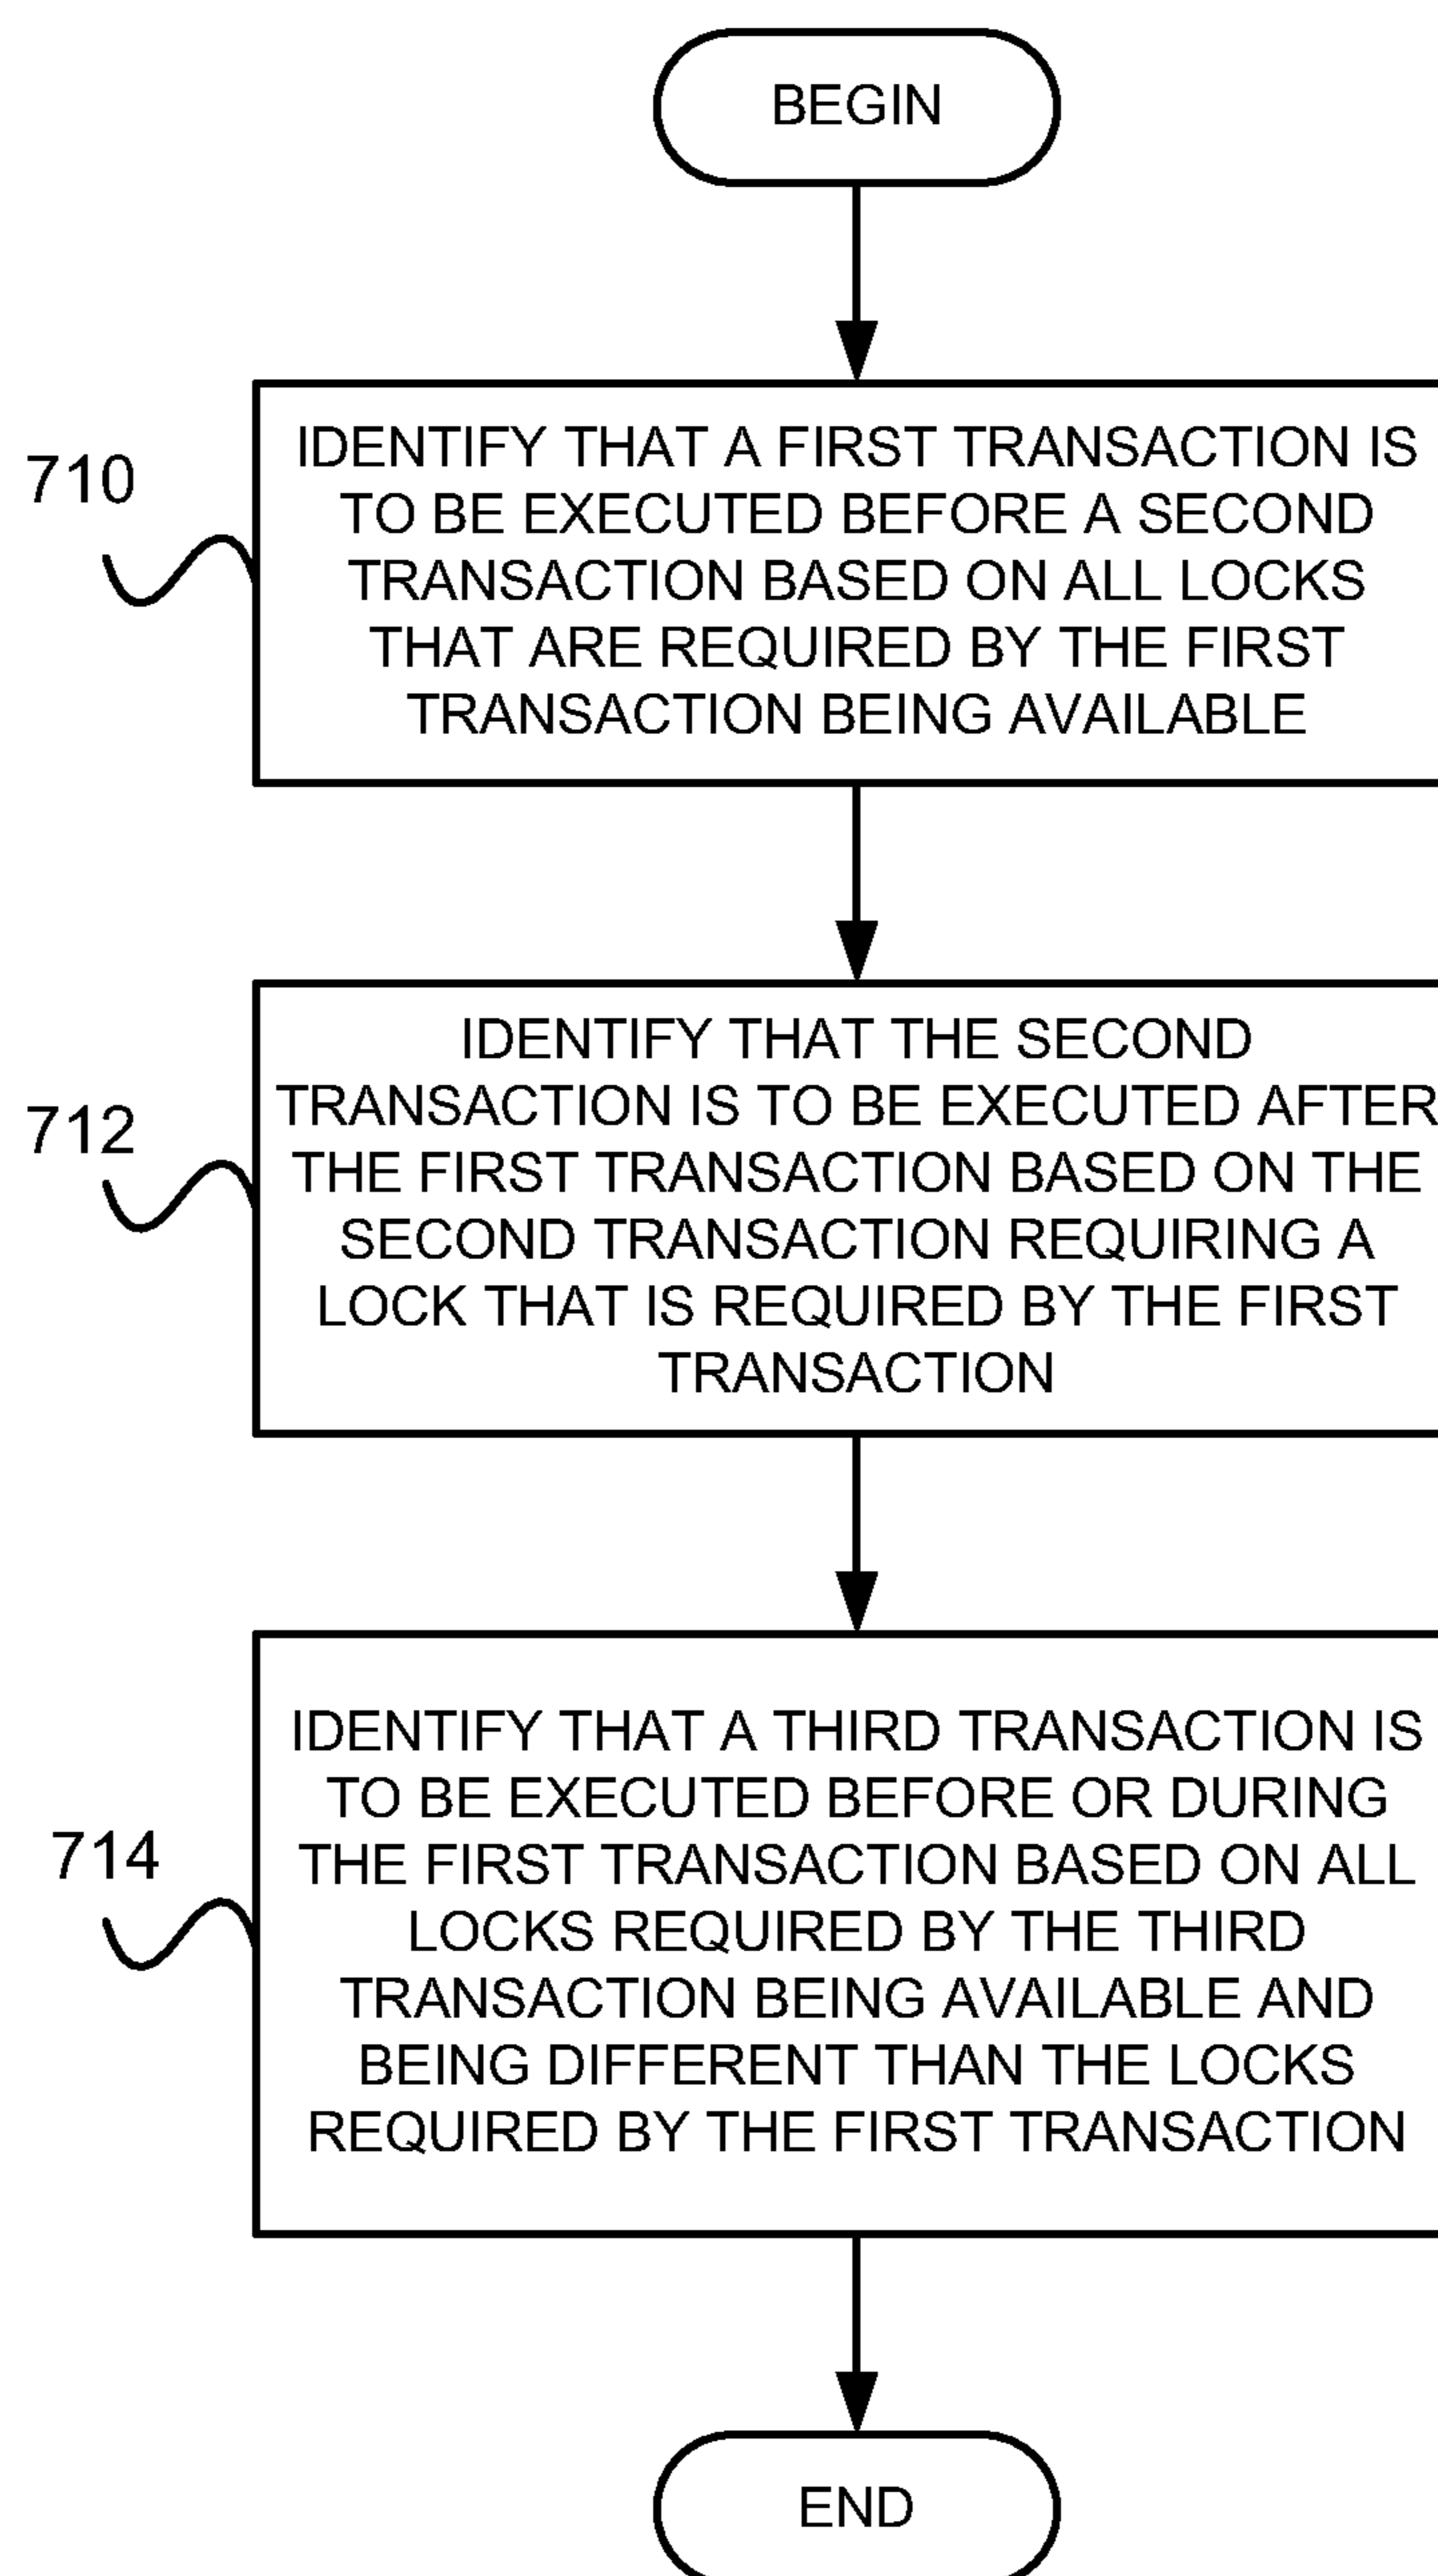 BEGIN
710
IDENTIFY THAT A FIRST TRANSACTION IS
TO BE EXECUTED BEFORE A SECOND
TRANSACTION BASED ON ALL LOCKS
THAT ARE REQUIRED BY THE FIRST
TRANSACTION BEING AVAILABLE
712
IDENTIFY THAT THE SECOND
TRANSACTION IS TO BE EXECUTED AFTER
THE FIRST TRANSACTION BASED ON THE
SECOND TRANSACTION REQUIRING A
LOCK THAT IS REQUIRED BY THE FIRST
TRANSACTION
714
IDENTIFY THAT A THIRD TRANSACTION IS
TO BE EXECUTED BEFORE OR DURING
THE FIRST TRANSACTION BASED ON ALL
LOCKS REQUIRED BY THE THIRD
TRANSACTION BEING AVAILABLE AND
BEING DIFFERENT THAN THE LOCKS
REQUIRED BY THE FIRST TRANSACTION
END